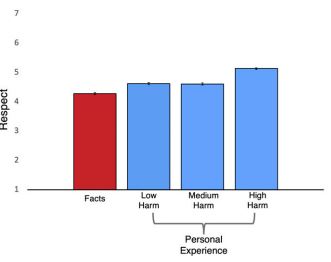 7
6
5
4
3
2
1
Respect
Facts
Low
Harm
Medium
Harm
High
Harm
Personal
Experience